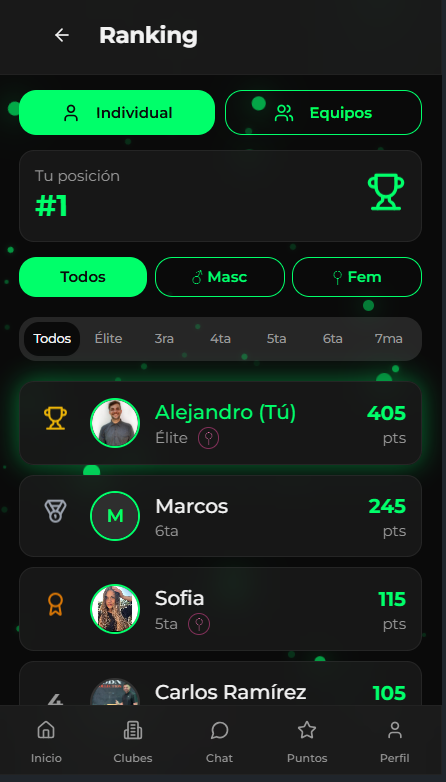 Ranking
Individual
Equipos
Tu posición
#1
Todos
♂ Masc
♀ Fem
Todos Élite 3ra 4ta 5ta 6ta 7ma
Alejandro (Tú)
405
Élite
pts
M
Marcos
245
6ta
pts
Sofia
115
5ta
pts
4
Carlos Ramírez
105
Inicio Clubes Chat Puntos Perfil